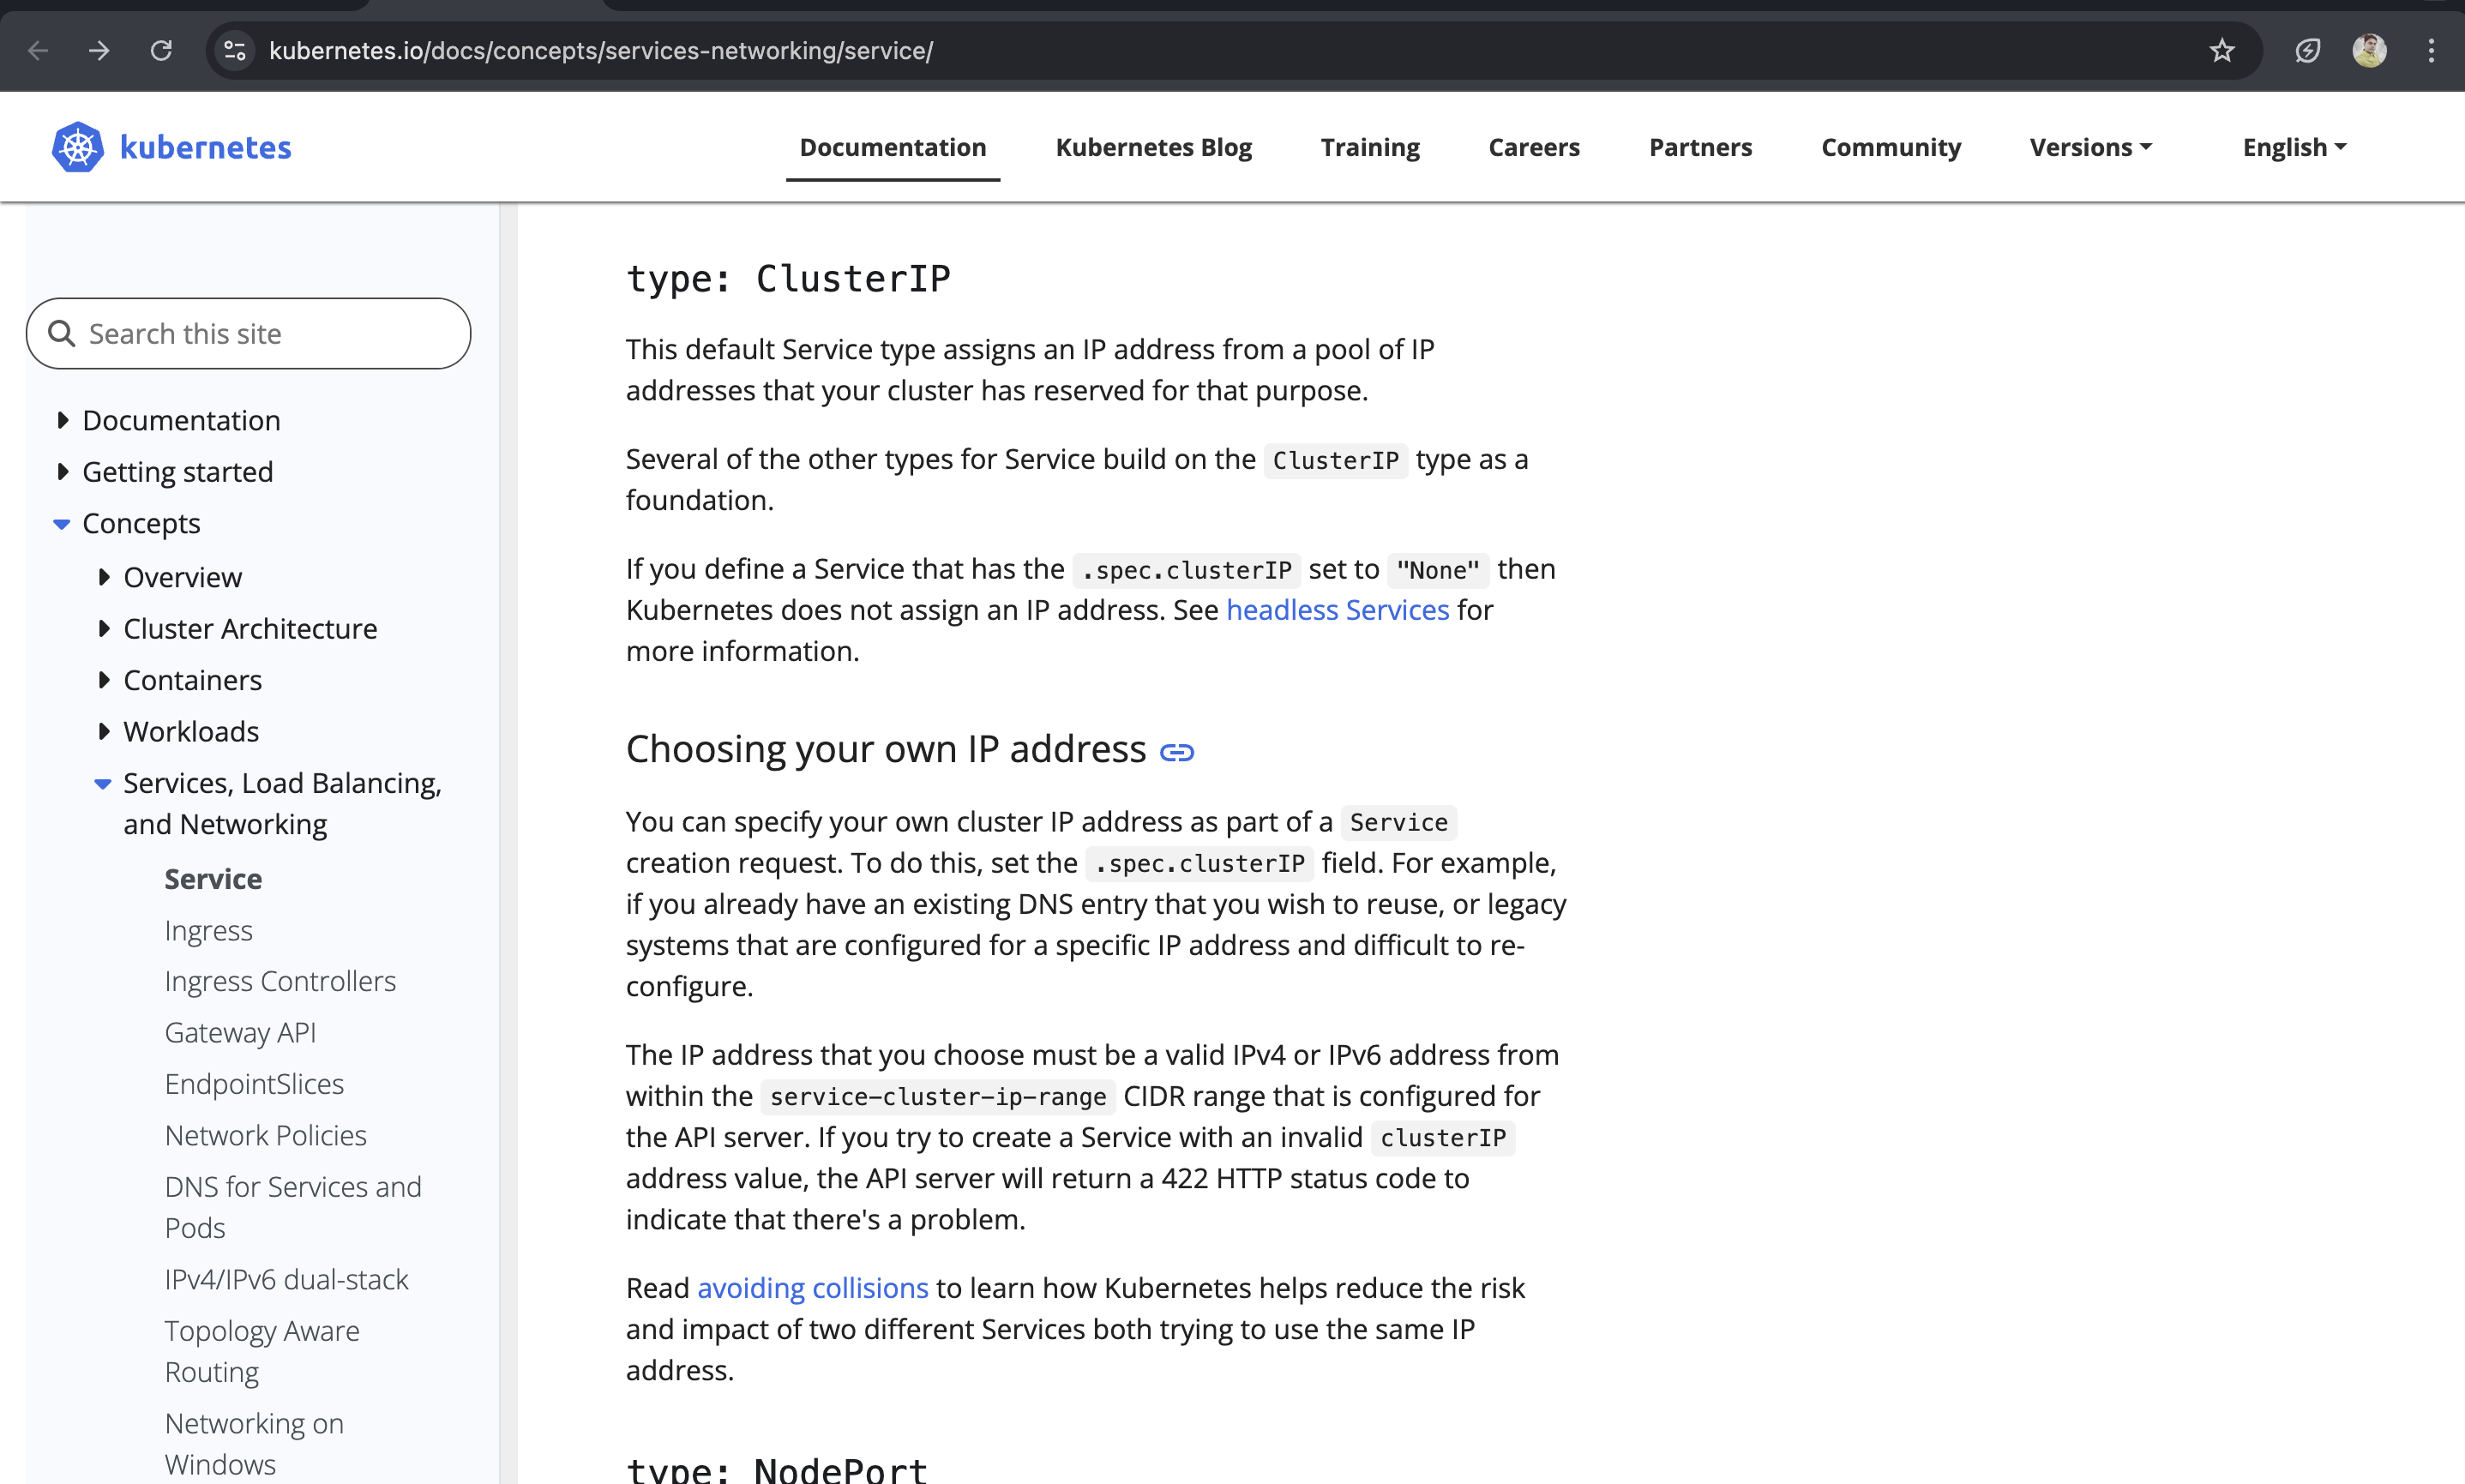 kubernetes.io/docs/concepts/services-networking/service/
kubernetes
Documentation
Kubernetes Blog
Training
Careers
Partners
Community
Versions
English
Search this site
Documentation
Getting started
Concepts
Overview
Cluster Architecture
Containers
Workloads
Services, Load Balancing,
and Networking
Service
Ingress
Ingress Controllers
Gateway API
EndpointSlices
Network Policies
DNS for Services and
Pods
IPv4/IPv6 dual-stack
Topology Aware
Routing
Networking on
Windows
type: ClusterIP
This default Service type assigns an IP address from a pool of IP
addresses that your cluster has reserved for that purpose.
Several of the other types for Service build on the ClusterIP type as a
foundation.
If you define a Service that has the .spec.clusterIP set to "None" then
Kubernetes does not assign an IP address. See headless Services for
more information.
Choosing your own IP address
You can specify your own cluster IP address as part of a Service
creation request. To do this, set the .spec.clusterIP field. For example,
if you already have an existing DNS entry that you wish to reuse, or legacy
systems that are configured for a specific IP address and difficult to re-
configure.
The IP address that you choose must be a valid IPv4 or IPv6 address from
within the service-cluster-ip-range CIDR range that is configured for
the API server. If you try to create a Service with an invalid clusterIP
address value, the API server will return a 422 HTTP status code to
indicate that there's a problem.
Read avoiding collisions to learn how Kubernetes helps reduce the risk
and impact of two different Services both trying to use the same IP
address.
type: NodePort